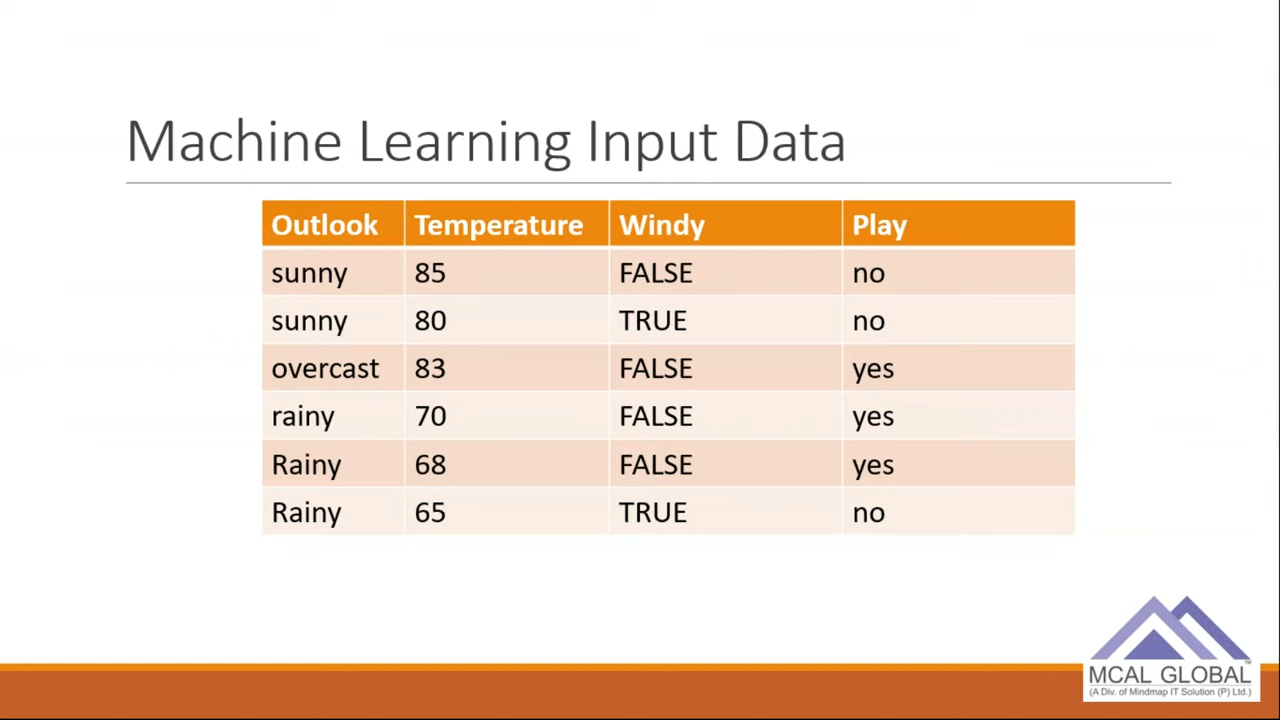 Machine Learning Input Data
Outlook Temperature Windy Play
sunny 85 FALSE no
sunny 80 TRUE no
overcast 83 FALSE yes
rainy 70 FALSE yes
Rainy 68 FALSE yes
Rainy 65 TRUE no
TM
MCAL GLOBAL
(A Div. of Mindmap IT Solution (P) Ltd.)